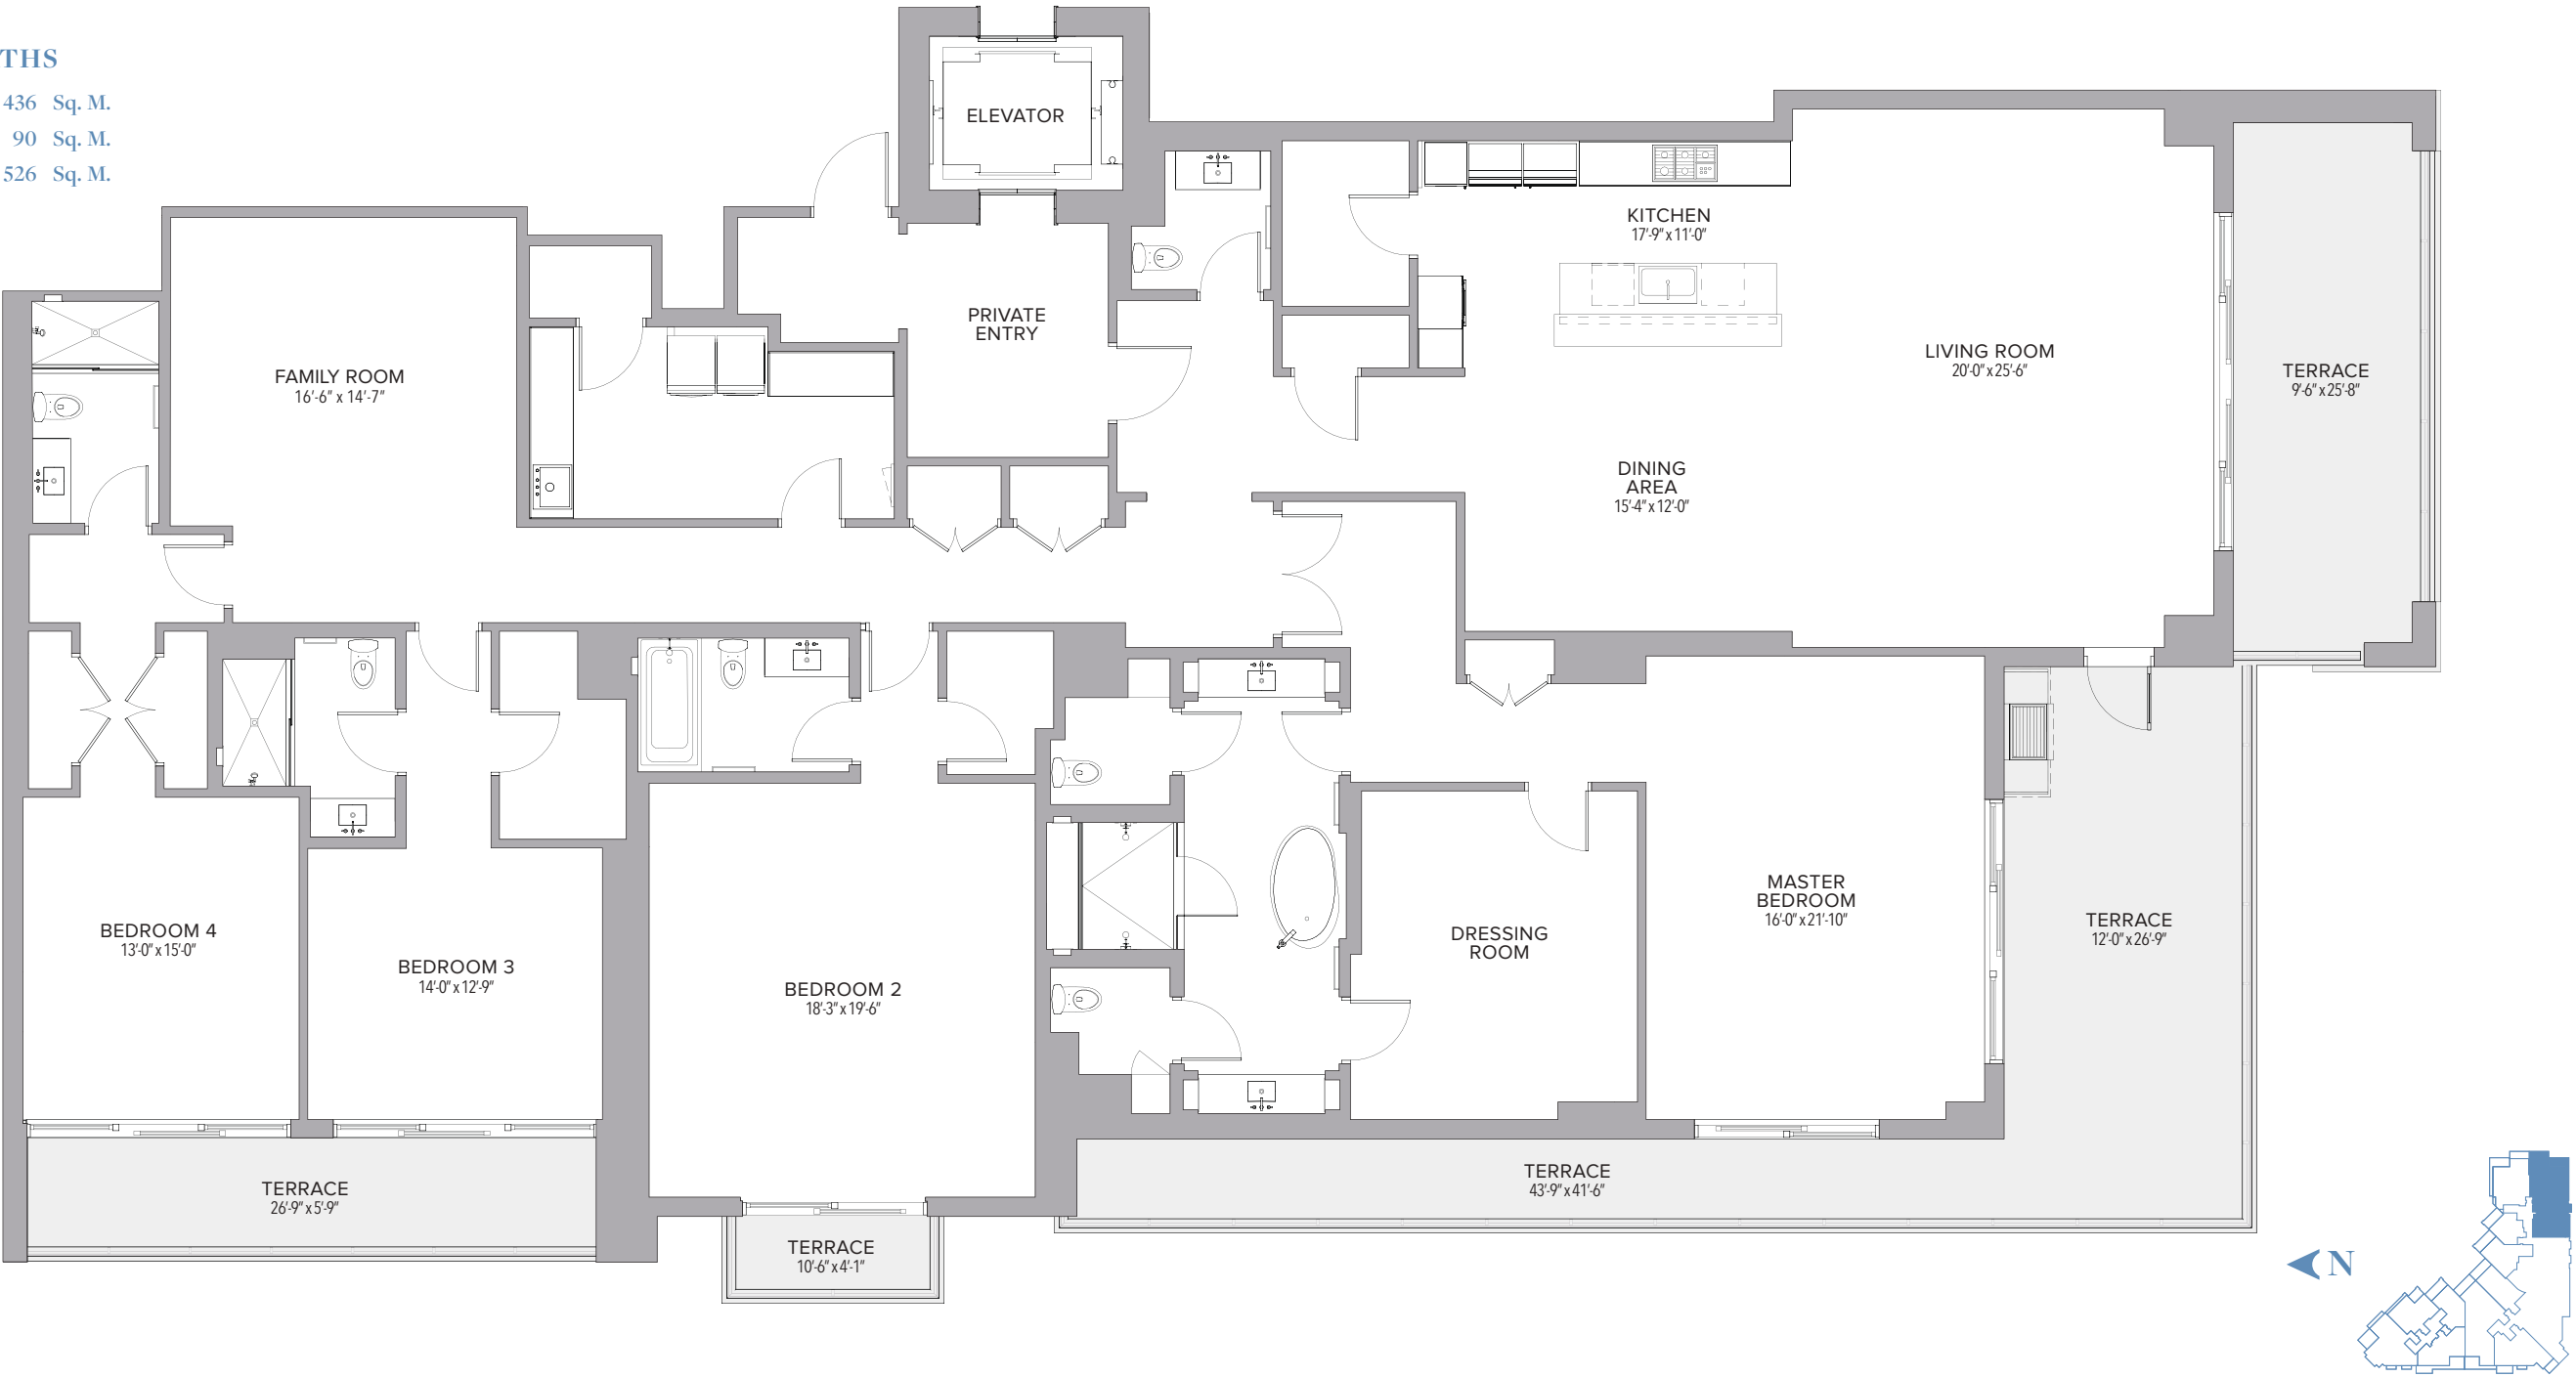 THS
436 Sq. M.
90 Sq. M.
526 Sq. M.
ELEVATOR
KITCHEN
17'-9" x 11'-0"
PRIVATE
ENTRY
LIVING ROOM
20'-0" x 25'-6"
TERRACE
9'-6" x 25'-8"
FAMILY ROOM
16'-6" x 14'-7"
DINING
AREA
15'-4" x 12'-0"
MASTER
BEDROOM
16'-0" x 21'-10"
TERRACE
12'-0" x 26'-9"
BEDROOM 4
13'-0" x 15'-0"
DRESSING
ROOM
BEDROOM 3
14'-0" x 12'-9"
BEDROOM 2
18'-3" x 19'-6"
TERRACE
43'-9" x 41'-6"
TERRACE
26'-9" x 5'-9"
TERRACE
10'-6" x 4'-1"
N